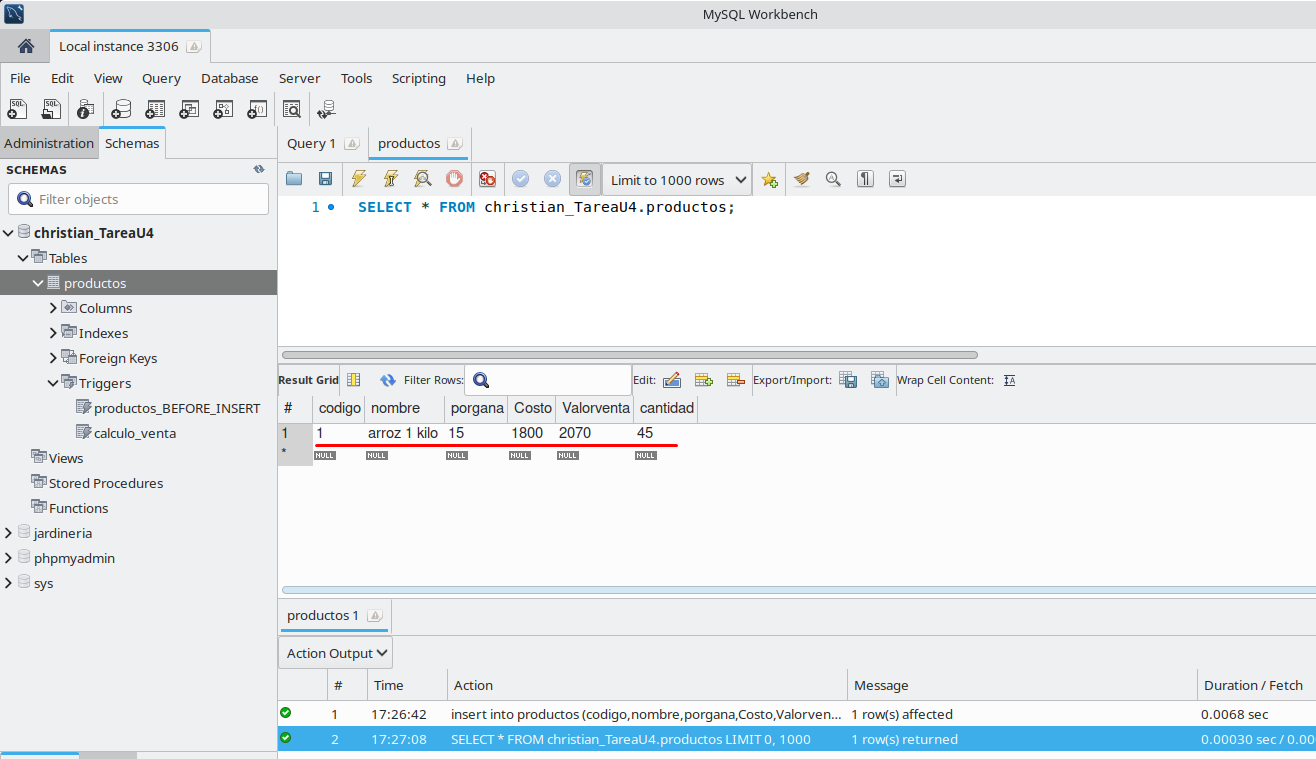 MySQL Workbench
Local instance 3306
File Edit View Query Database Server Tools Scripting Help
Administration Schemas
SCHEMAS
Filter objects
christian_TareaU4
Tables
productos
Columns
Indexes
Foreign Keys
Triggers
productos_BEFORE_INSERT
calculo_venta
Views
Stored Procedures
Functions
jardineria
phpmyadmin
sys
Query 1 productos
Limit to 1000 rows
1 SELECT * FROM christian_TareaU4.productos;
Result Grid Filter Rows: Edit: Export/Import: Wrap Cell Content:
# codigo nombre porgana Costo Valorventa cantidad
1 1 arroz 1 kilo 15 1800 2070 45
* NULL NULL NULL NULL NULL NULL
productos 1
Action Output
# Time Action Message Duration / Fetch
1 17:26:42 insert into productos (codigo,nombre,porgana,Costo,Valorven... 1 row(s) affected 0.0068 sec
2 17:27:08 SELECT * FROM christian_TareaU4.productos LIMIT 0, 1000 1 row(s) returned 0.00030 sec / 0.00